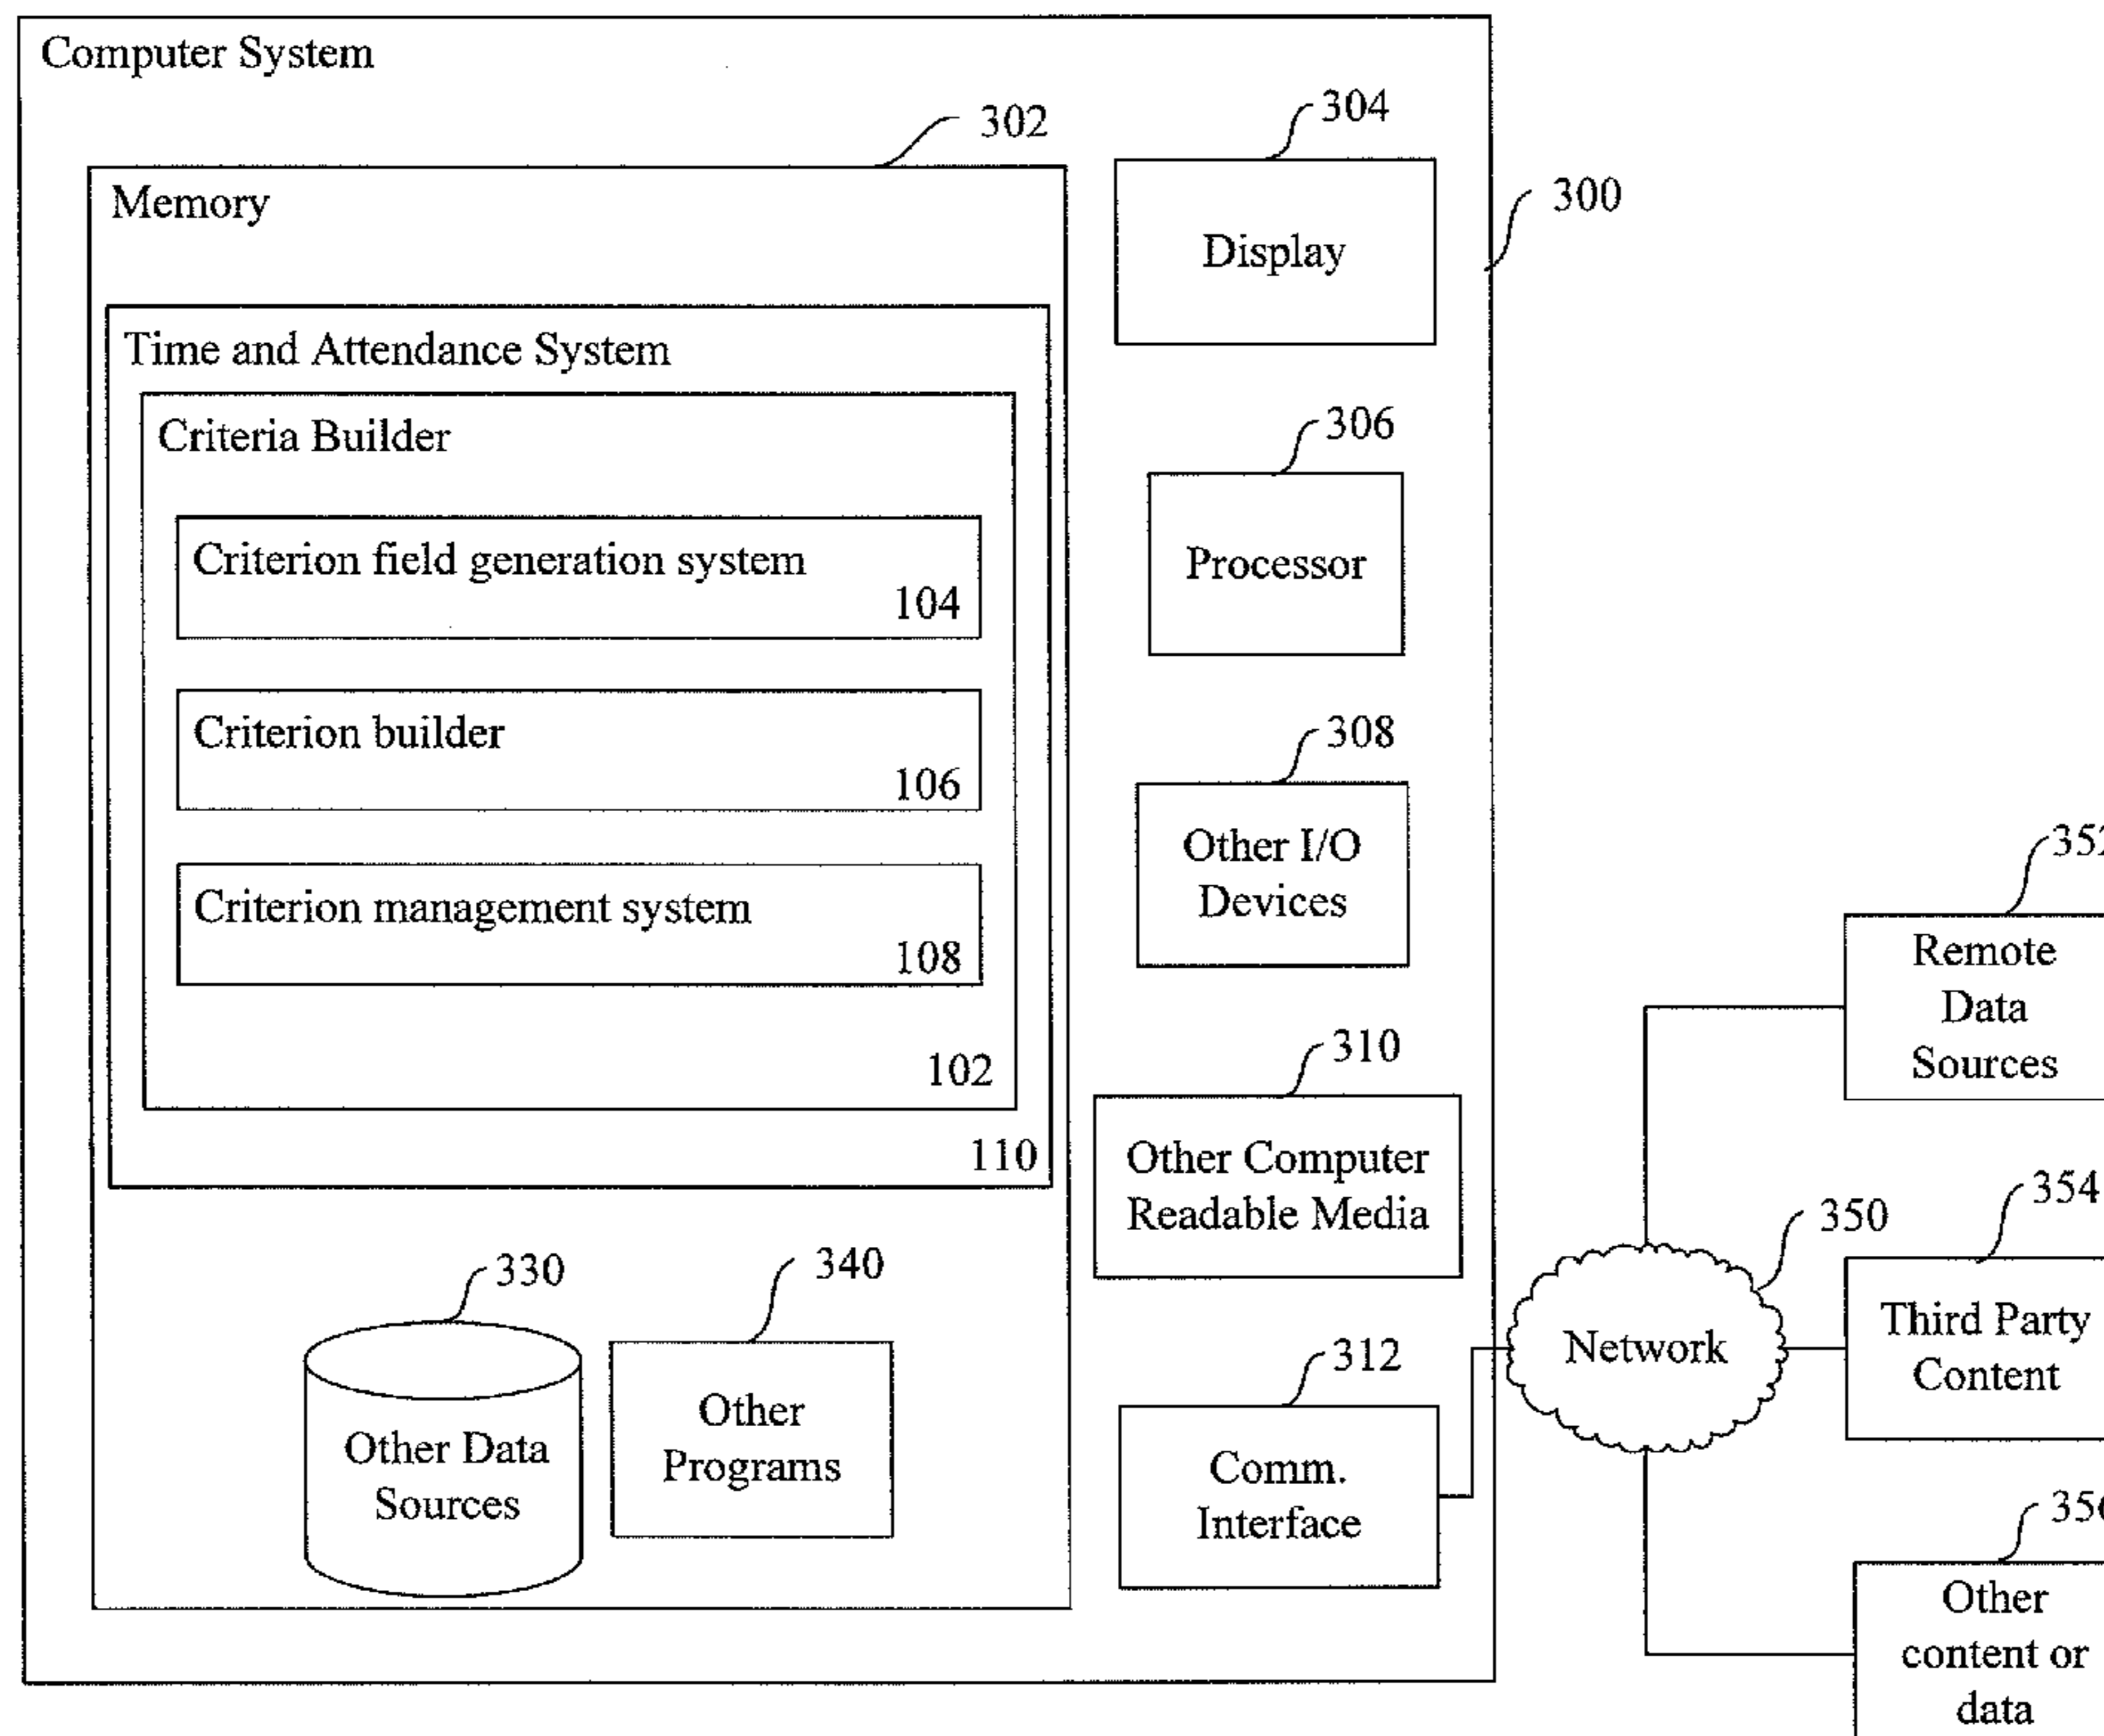 Computer System
302
304
300
Memory
Display
Time and Attendance System
Criteria Builder
306
Criterion field generation system
104
Processor
Criterion builder
106
308
Other I/O
Devices
Criterion management system
108
352
Remote
Data
Sources
102
310
110
Other Computer
Readable Media
354
350
Third Party
Content
Network
330
340
Other Data
Sources
Other
Programs
312
Comm.
Interface
356
Other
content or
data